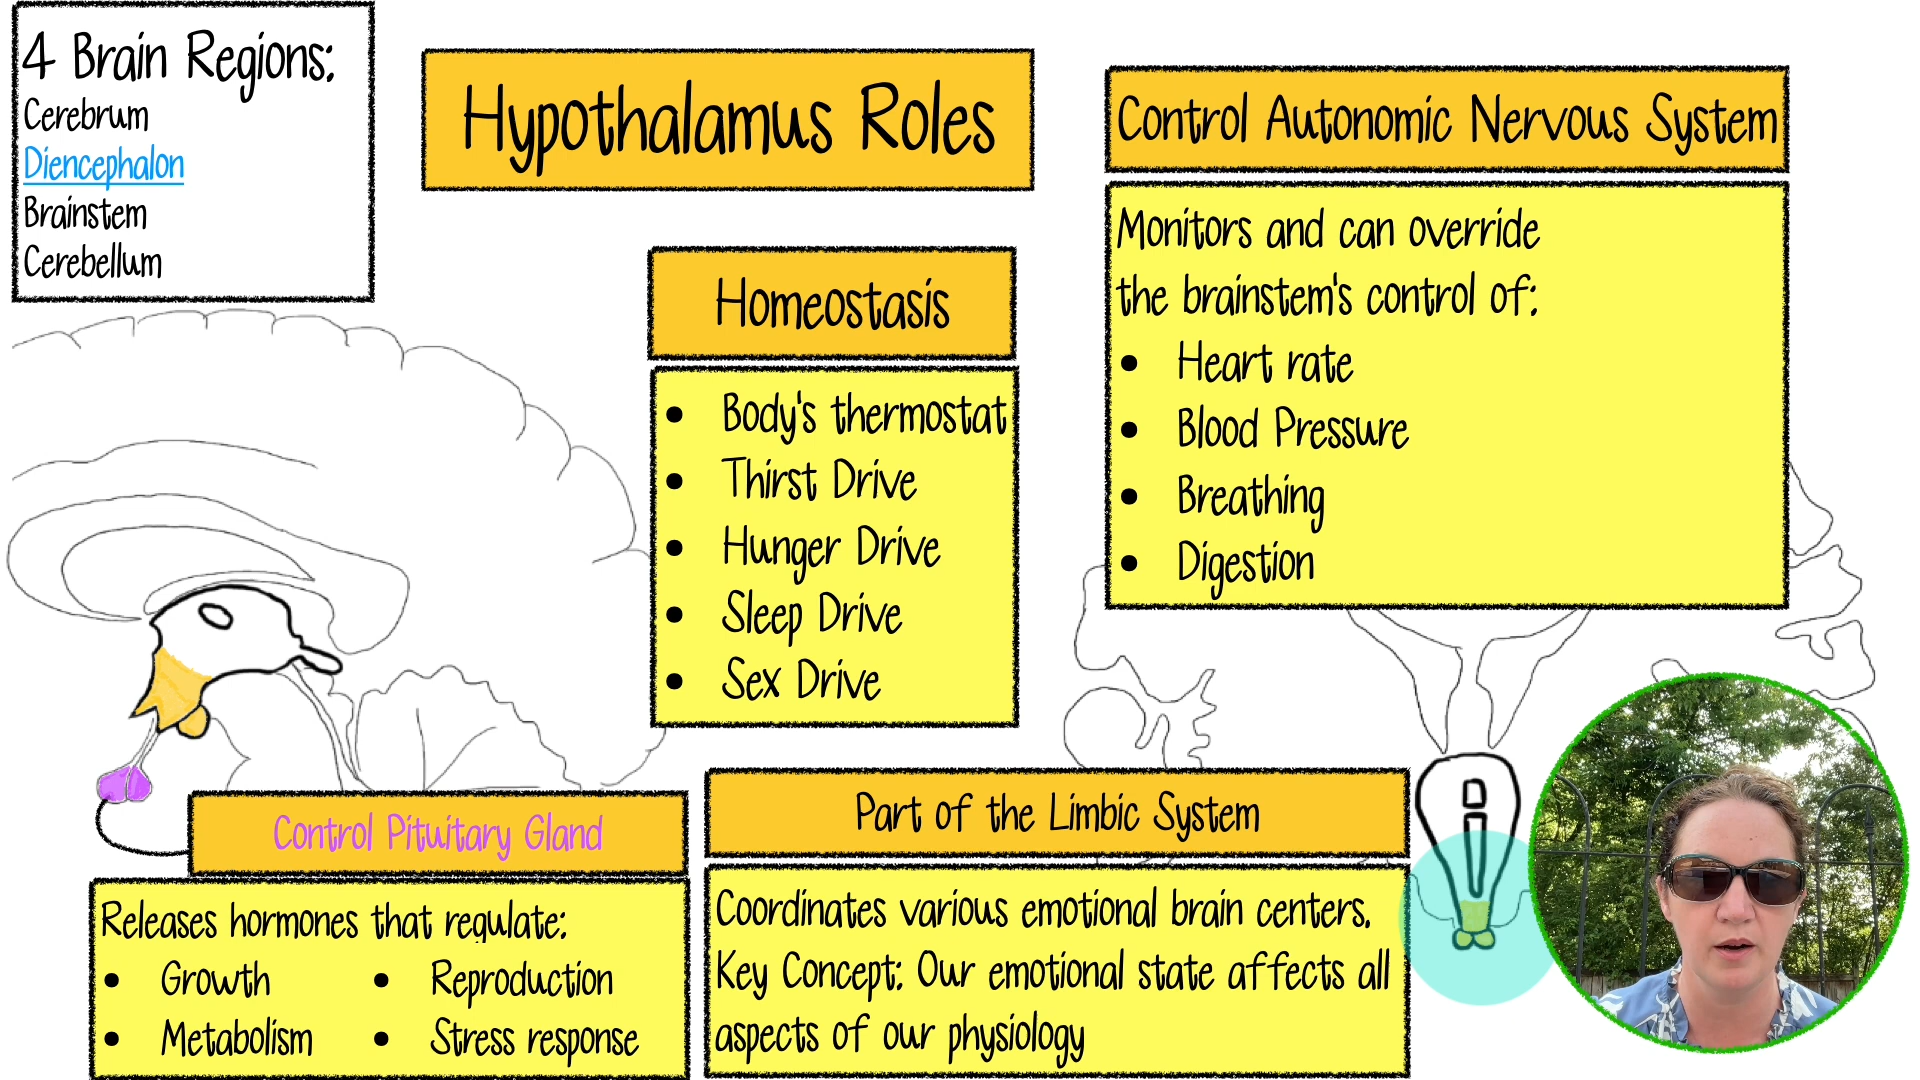 4 Brain Regions:
Cerebrum
Diencephalon
Brainstem
Cerebellum
Hypothalamus Roles
Homeostasis
• Body's thermostat
• Thirst Drive
• Hunger Drive
• Sleep Drive
• Sex Drive
Control Autonomic Nervous System
Monitors and can override
the brainstem's control of:
• Heart rate
• Blood Pressure
• Breathing
• Digestion
Control Pituitary Gland
Releases hormones that regulate:
• Growth
• Metabolism
• Reproduction
• Stress response
Part of the Limbic System
Coordinates various emotional brain centers.
Key Concept: Our emotional state affects all
aspects of our physiology